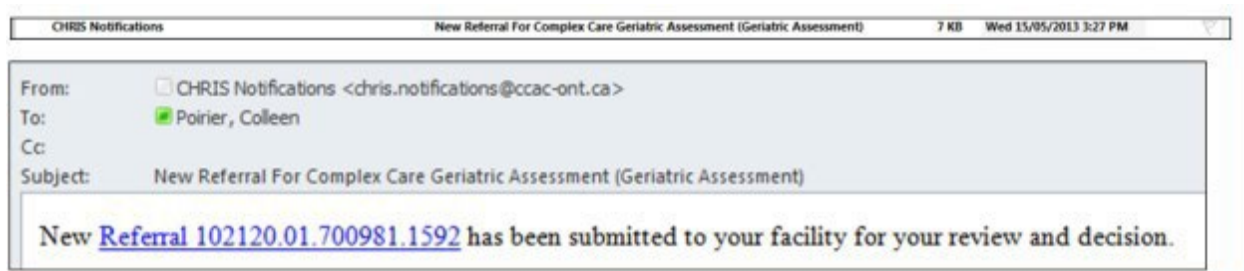 CHRIS Notifications New Referral For Complex Care Geriatric Assessment (Geriatric Assessment) 7 KB Wed 15/05/2013 3:27 PM
From: CHRIS Notifications <chris.notifications@ccac-ont.ca>
To: Poirier, Colleen
Cc:
Subject: New Referral For Complex Care Geriatric Assessment (Geriatric Assessment)
New Referral 102120.01.700981.1592 has been submitted to your facility for your review and decision.